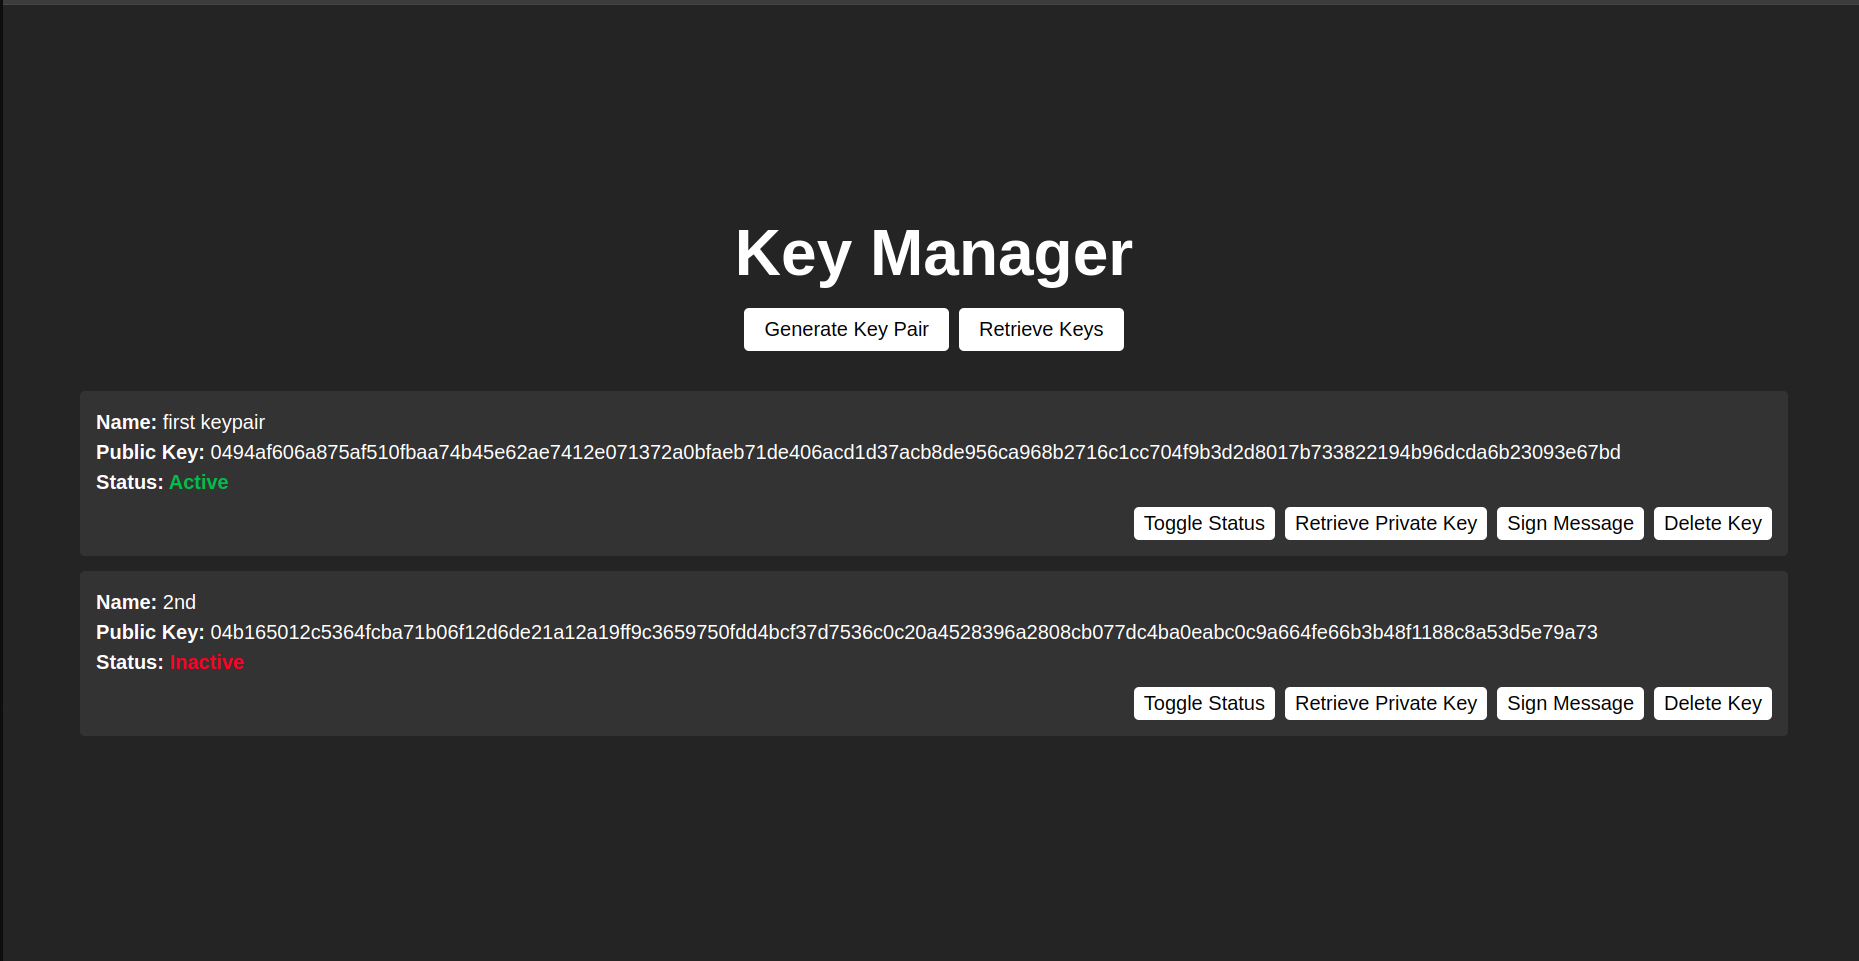 Key Manager
Generate Key Pair Retrieve Keys
Name: first keypair
Public Key: 0494af606a875af510fbaa74b45e62ae7412e071372a0bfaeb71de406acd1d37acb8de956ca968b2716c1cc704f9b3d2d8017b733822194b96dcda6b23093e67bd
Status: Active
Toggle Status Retrieve Private Key Sign Message Delete Key
Name: 2nd
Public Key: 04b165012c5364fcba71b06f12d6de21a12a19ff9c3659750fdd4bcf37d7536c0c20a4528396a2808cb077dc4ba0eabc0c9a664fe66b3b48f1188c8a53d5e79a73
Status: Inactive
Toggle Status Retrieve Private Key Sign Message Delete Key